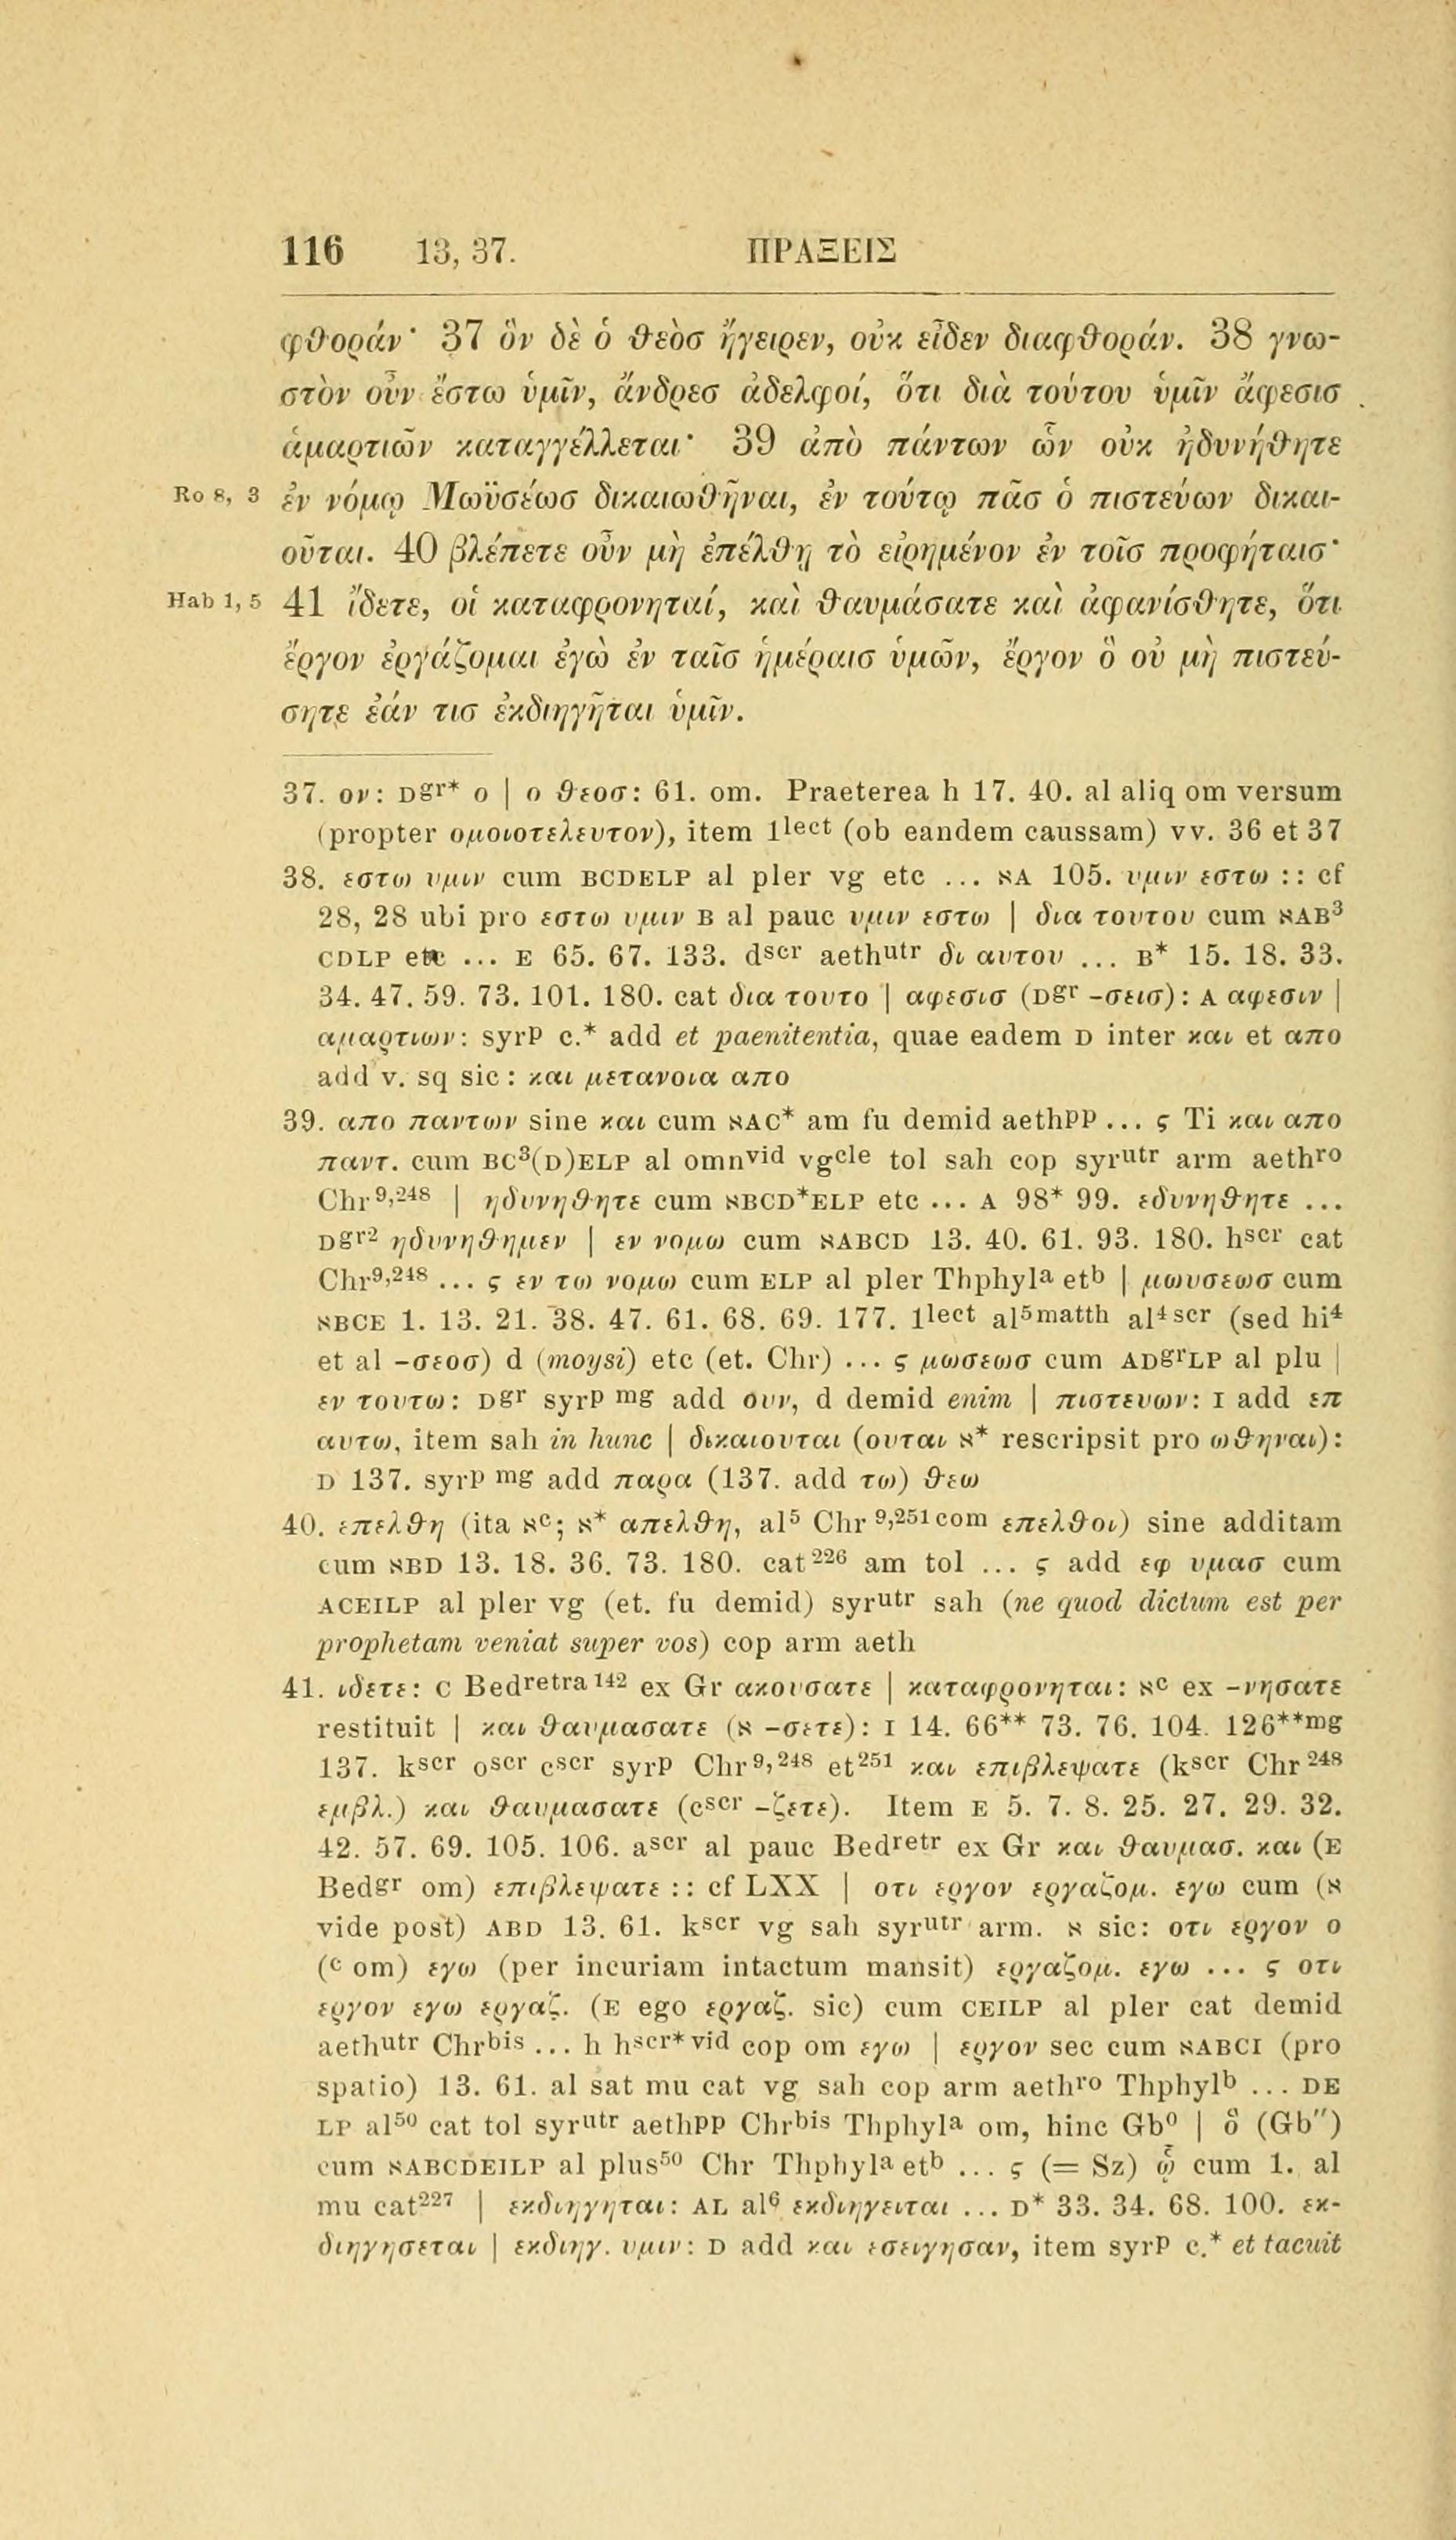 116 13, 37. ΠΡΑΞΕΙΣ
φθοράν· 37 ὃν δὲ ὁ θεὸσ ἤγειρεν, οὐκ εἶδεν διαφθοράν. 38 γνω-
στὸν οὖν ἔστω ὑμῖν, ἄνδρεσ ἀδελφοί, ὅτι διὰ τούτου ὑμῖν ἄφεσισ
ἁμαρτιῶν καταγγέλλεται· 39 ἀπὸ πάντων ὧν οὐκ ἠδυνήθητε
Ro 8, 3 ἐν νόμῳ Μωϋσέωσ δικαιωθῆναι, ἐν τούτῳ πᾶσ ὁ πιστεύων δικαι-
οῦται. 40 βλέπετε οὖν μὴ ἐπέλθῃ τὸ εἰρημένον ἐν τοῖσ προφήταισ·
Hab 1, 5 41 ἴδετε, οἱ καταφρονηταί, καὶ θαυμάσατε καὶ ἀφανίσθητε, ὅτι
ἔργον ἐργάζομαι ἐγὼ ἐν ταῖσ ἡμέραισ ὑμῶν, ἔργον ὃ οὐ μὴ πιστεύ-
σητε ἐάν τισ ἐκδιηγῆται ὑμῖν.
37. ον: Dgr* ο | ο θεοσ: 61. om. Praeterea h 17. 40. al aliq om versum
(propter ομοιοτελευτον), item 1lect (ob eandem caussam) vv. 36 et 37
38. εστω υμιν cum BCDELP al pler vg etc ... ℵA 105. υμιν εστω :: cf
28, 28 ubi pro εστω υμιν B al pauc υμιν εστω | δια τουτου cum ℵAB³
CDLP etc ... E 65. 67. 133. dscr aethutr δι αυτου ... B* 15. 18. 33.
34. 47. 59. 73. 101. 180. cat δια τουτο | αφεσισ (Dgr -σεισ): A αφεσιν |
αμαρτιων: syrp c.* add et paenitentia, quae eadem D inter και et απο
add v. sq sic: και μετανοια απο
39. απο παντων sine και cum ℵAC* am fu demid aethpp ... ς Ti και απο
παντ. cum BC³(D)ELP al omnvid vgcle tol sah cop syrutr arm aethro
Chr9,248 | ηδυνηθητε cum ℵBCD*ELP etc ... A 98* 99. εδυνηθητε ...
Dgr2 ηδυνηθημεν | εν νομω cum ℵABCD 13. 40. 61. 93. 180. hscr cat
Chr9,248 ... ς εν τω νομω cum ELP al pler Thphyla etb | μωυσεωσ cum
ℵBCE 1. 13. 21. 38. 47. 61. 68. 69. 177. 1lect al5matth al4scr (sed hi4
et al -σεοσ) d (moysi) etc (et. Chr) ... ς μωσεωσ cum ADgrLP al plu |
εν τουτω: Dgr syrp mg add ουν, d demid enim | πιστευων: I add επ
αυτω, item sah in hunc | δικαιουται (ουται ℵ* rescripsit pro ωθηναι):
D 137. syrp mg add παρα (137. add τω) θεω
40. επελθη (ita ℵc; ℵ* απελθη, al5 Chr 9,251com επελθοι) sine additam
cum ℵBD 13. 18. 36. 73. 180. cat226 am tol ... ς add εφ υμασ cum
ACEILP al pler vg (et. fu demid) syrutr sah (ne quod dictum est per
prophetam veniat super vos) cop arm aeth
41. ιδετε: C Bedretra142 ex Gr ακουσατε | καταφρονηται: ℵc ex -νησατε
restituit | και θαυμασατε (ℵ -σετε): I 14. 66** 73. 76. 104. 126**mg
137. kscr oscr cscr syrp Chr9,248 et251 και επιβλεψατε (kscr Chr248
εμβλ.) και θαυμασατε (cscr -ζετε). Item E 5. 7. 8. 25. 27. 29. 32.
42. 57. 69. 105. 106. ascr al pauc Bedretr ex Gr και θαυμασ. και (E
Bedgr om) επιβλεψατε :: cf LXX | οτι εργον εργαζομ. εγω cum (ℵ
vide post) ABD 13. 61. kscr vg sah syrutr arm. ℵ sic: οτι εργον ο
(c om) εγω (per incuriam intactum mansit) εργαζομ. εγω ... ς οτι
εργον εγω εργαζ. (E ego εργαζ. sic) cum CEILP al pler cat demid
aethutr Chrbis ... h hscr*vid cop om εγω | εργον sec cum ℵABCI (pro
spatio) 13. 61. al sat mu cat vg sah cop arm aethro Thphylb ... DE
LP al50 cat tol syrutr aethpp Chrbis Thphyla om, hinc Gb0 | ὃ (Gb″)
cum ℵABCDEILP al plus50 Chr Thphyla etb ... ς (= Sz) ᾧ cum 1. al
mu cat227 | εκδιηγηται: AL al6 εκδιηγειται ... D* 33. 34. 68. 100. εκ-
διηγησεται | εκδιηγ. υμιν: D add και εσειγησαν, item syrp c.* et tacuit